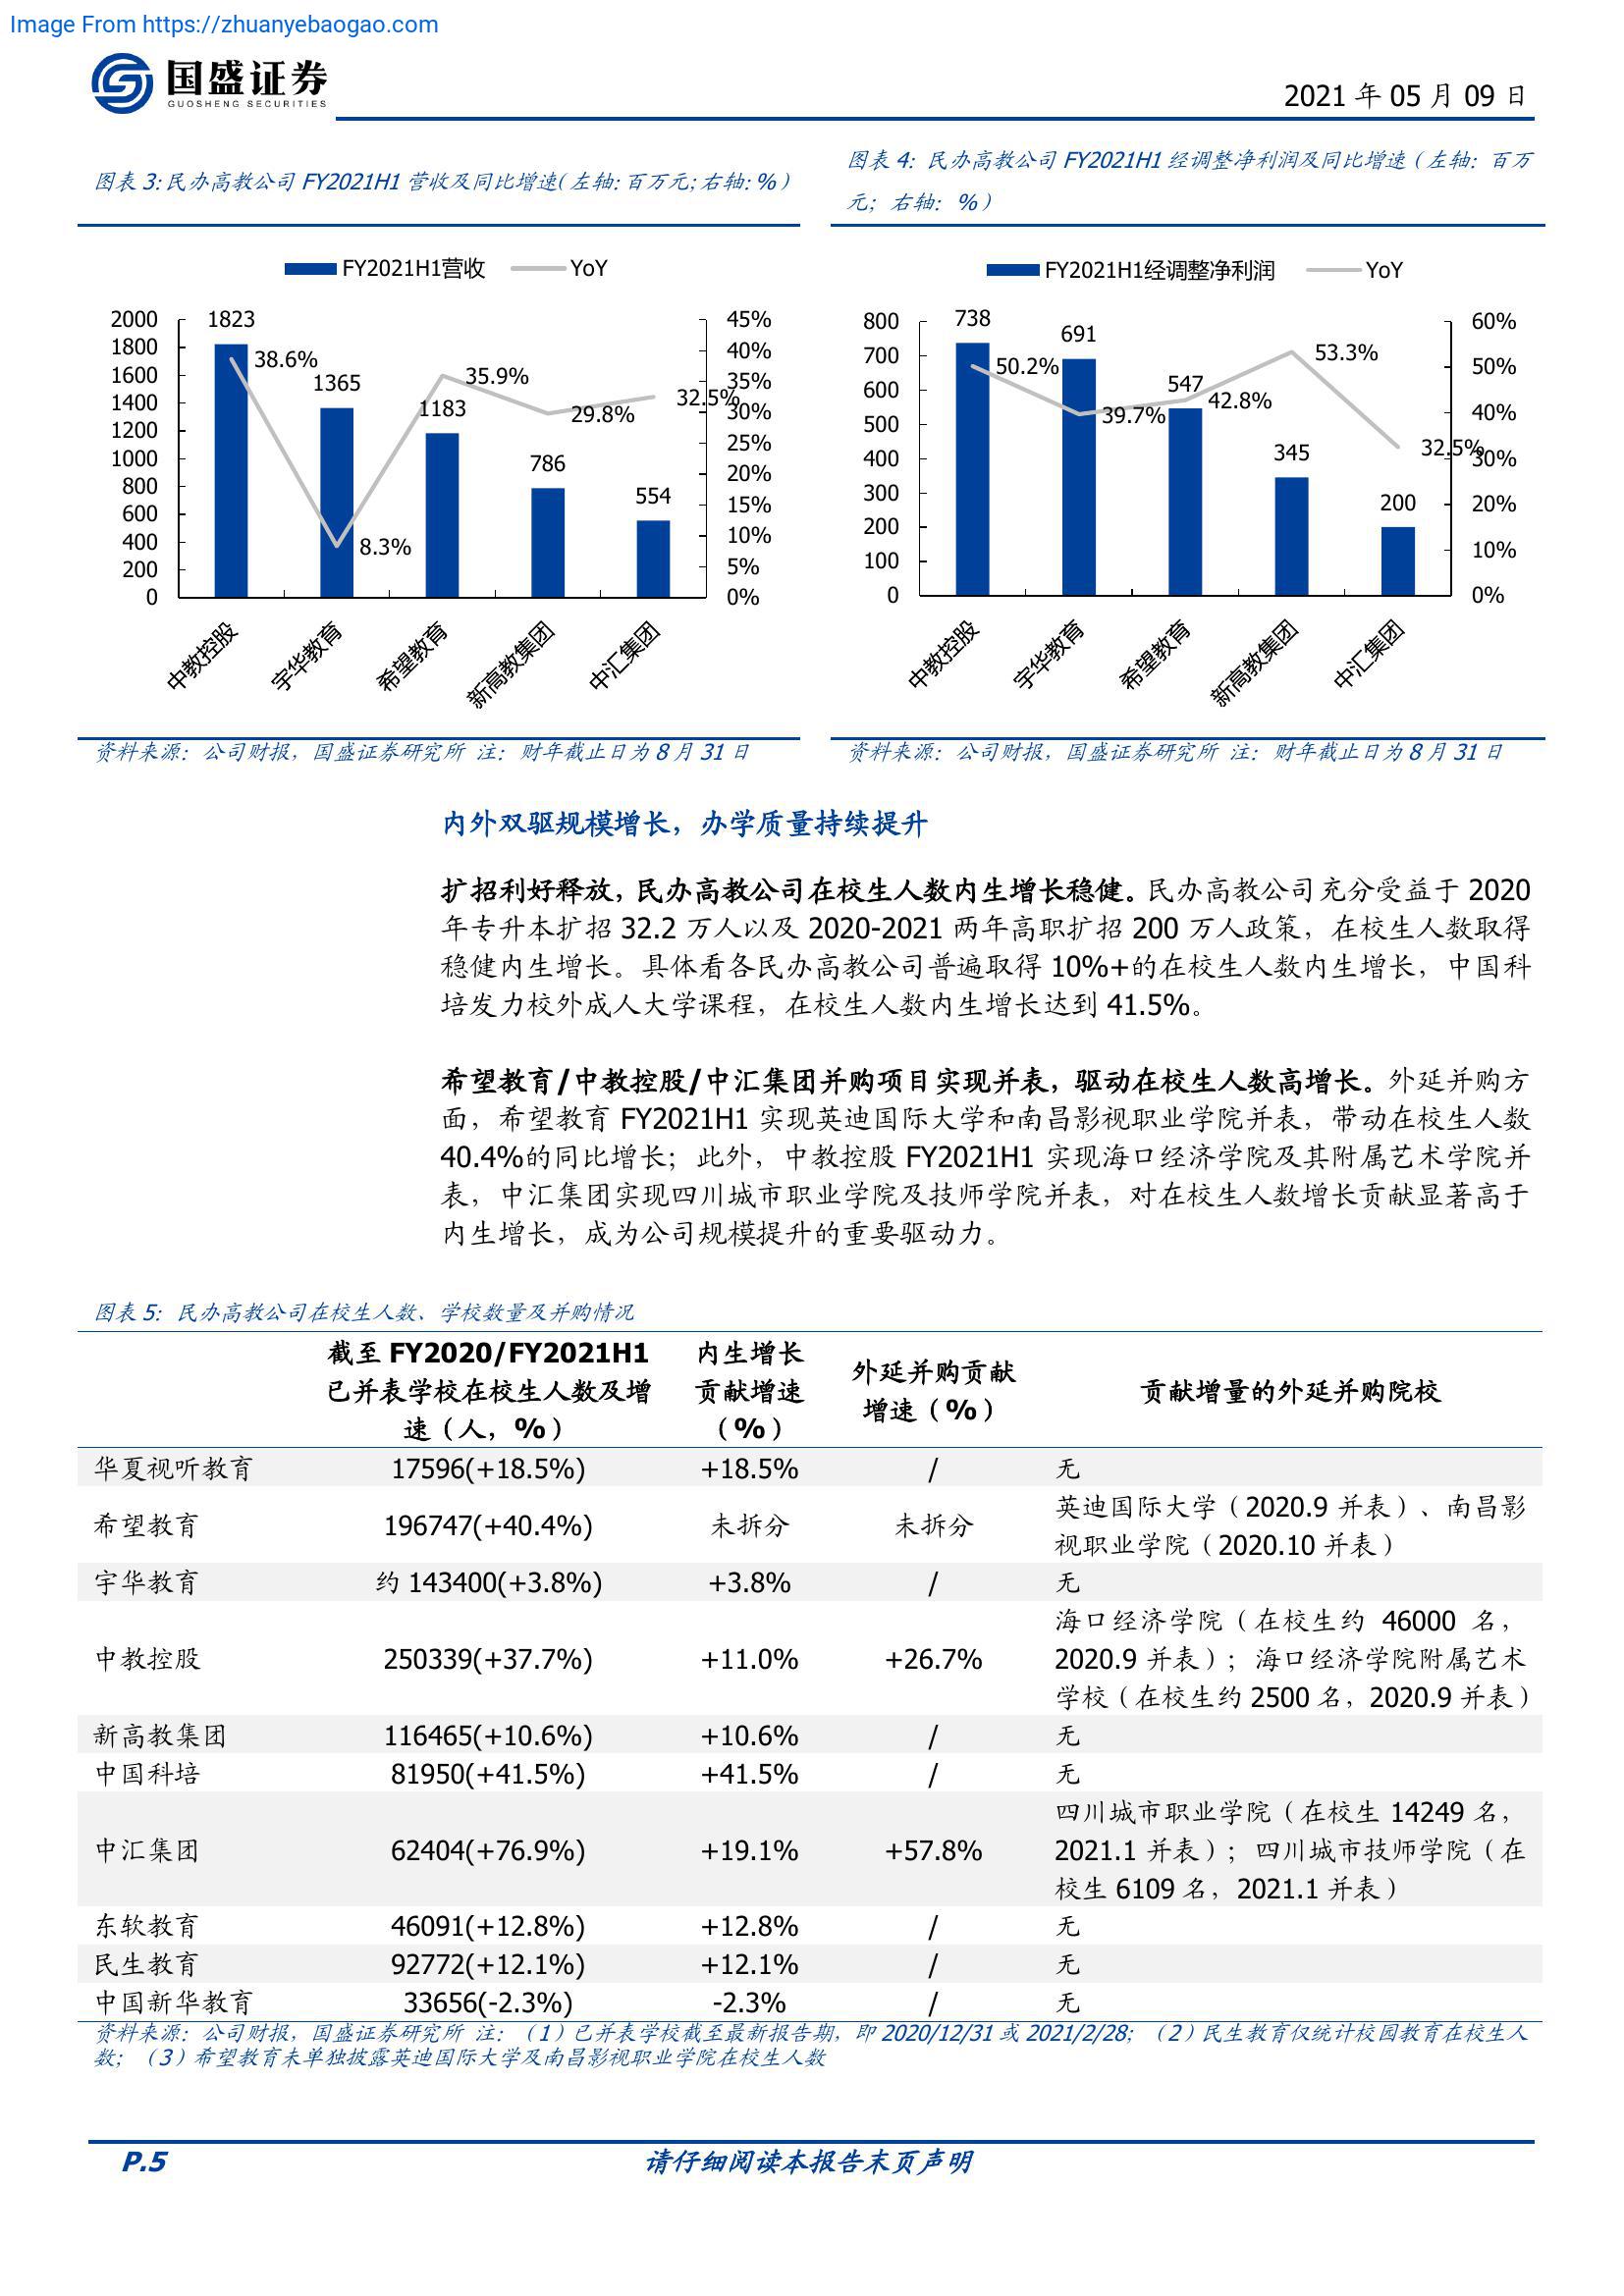 Image From https://zhuanyebaogao.com
国盛证券
GUOSHENG SECURITIES
2021 年 05 月 09 日
图表 3：民办高教公司 FY2021H1 营收及同比增速（左轴：百万元；右轴：%）
FY2021H1营收 YoY
2000
1800
1600
1400
1200
1000
800
600
400
200
0
1823
1365
1183
786
554
38.6%
8.3%
35.9%
29.8%
32.5%
45%
40%
35%
30%
25%
20%
15%
10%
5%
0%
中教控股
宇华教育
希望教育
新高教集团
中汇集团
资料来源：公司财报，国盛证券研究所 注：财年截止日为 8 月 31 日
图表 4：民办高教公司 FY2021H1 经调整净利润及同比增速（左轴：百万
元；右轴：%）
FY2021H1经调整净利润 YoY
800
700
600
500
400
300
200
100
0
738
691
547
345
200
50.2%
39.7%
42.8%
53.3%
32.5%
60%
50%
40%
30%
20%
10%
0%
中教控股
宇华教育
希望教育
新高教集团
中汇集团
资料来源：公司财报，国盛证券研究所 注：财年截止日为 8 月 31 日
内外双驱规模增长，办学质量持续提升
扩招利好释放，民办高教公司在校生人数内生增长稳健。民办高教公司充分受益于 2020
年专升本扩招 32.2 万人以及 2020-2021 两年高职扩招 200 万人政策，在校生人数取得
稳健内生增长。具体看各民办高教公司普遍取得 10%+的在校生人数内生增长，中国科
培发力校外成人大学课程，在校生人数内生增长达到 41.5%。
希望教育/中教控股/中汇集团并购项目实现并表，驱动在校生人数高增长。外延并购方
面，希望教育 FY2021H1 实现英迪国际大学和南昌影视职业学院并表，带动在校生人数
40.4%的同比增长；此外，中教控股 FY2021H1 实现海口经济学院及其附属艺术学院并
表，中汇集团实现四川城市职业学院及技师学院并表，对在校生人数增长贡献显著高于
内生增长，成为公司规模提升的重要驱动力。
图表 5：民办高教公司在校生人数、学校数量及并购情况
截至 FY2020/FY2021H1
已并表学校在校生人数及增
速（人，%）
内生增长
贡献增速
（%）
外延并购贡献
增速（%）
贡献增量的外延并购院校
华夏视听教育 17596(+18.5%) +18.5% / 无
希望教育 196747(+40.4%) 未拆分 未拆分 英迪国际大学（2020.9 并表）、南昌影
视职业学院（2020.10 并表）
宇华教育 约 143400(+3.8%) +3.8% / 无
中教控股 250339(+37.7%) +11.0% +26.7% 海口经济学院（在校生约 46000 名，
2020.9 并表）；海口经济学院附属艺术
学校（在校生约 2500 名，2020.9 并表）
新高教集团 116465(+10.6%) +10.6% / 无
中国科培 81950(+41.5%) +41.5% / 无
中汇集团 62404(+76.9%) +19.1% +57.8% 四川城市职业学院（在校生 14249 名，
2021.1 并表）；四川城市技师学院（在
校生 6109 名，2021.1 并表）
东软教育 46091(+12.8%) +12.8% / 无
民生教育 92772(+12.1%) +12.1% / 无
中国新华教育 33656(-2.3%) -2.3% / 无
资料来源：公司财报，国盛证券研究所 注：（1）已并表学校截至最新报告期，即 2020/12/31 或 2021/2/28；（2）民生教育仅统计校园教育在校生人
数；（3）希望教育未单独披露英迪国际大学及南昌影视职业学院在校生人数
P.5
请仔细阅读本报告末页声明